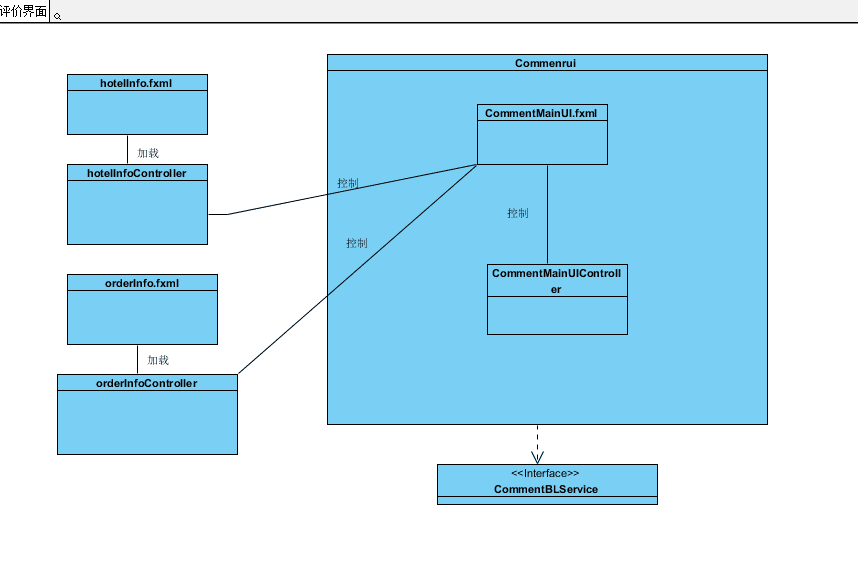 评价界面
Commenrui
hotelInfo.fxml
CommentMainUI.fxml
加载
hotelInfoController
控制
控制
控制
orderInfo.fxml
CommentMainUIControll
er
加载
orderInfoController
<<Interface>>
CommentBLService